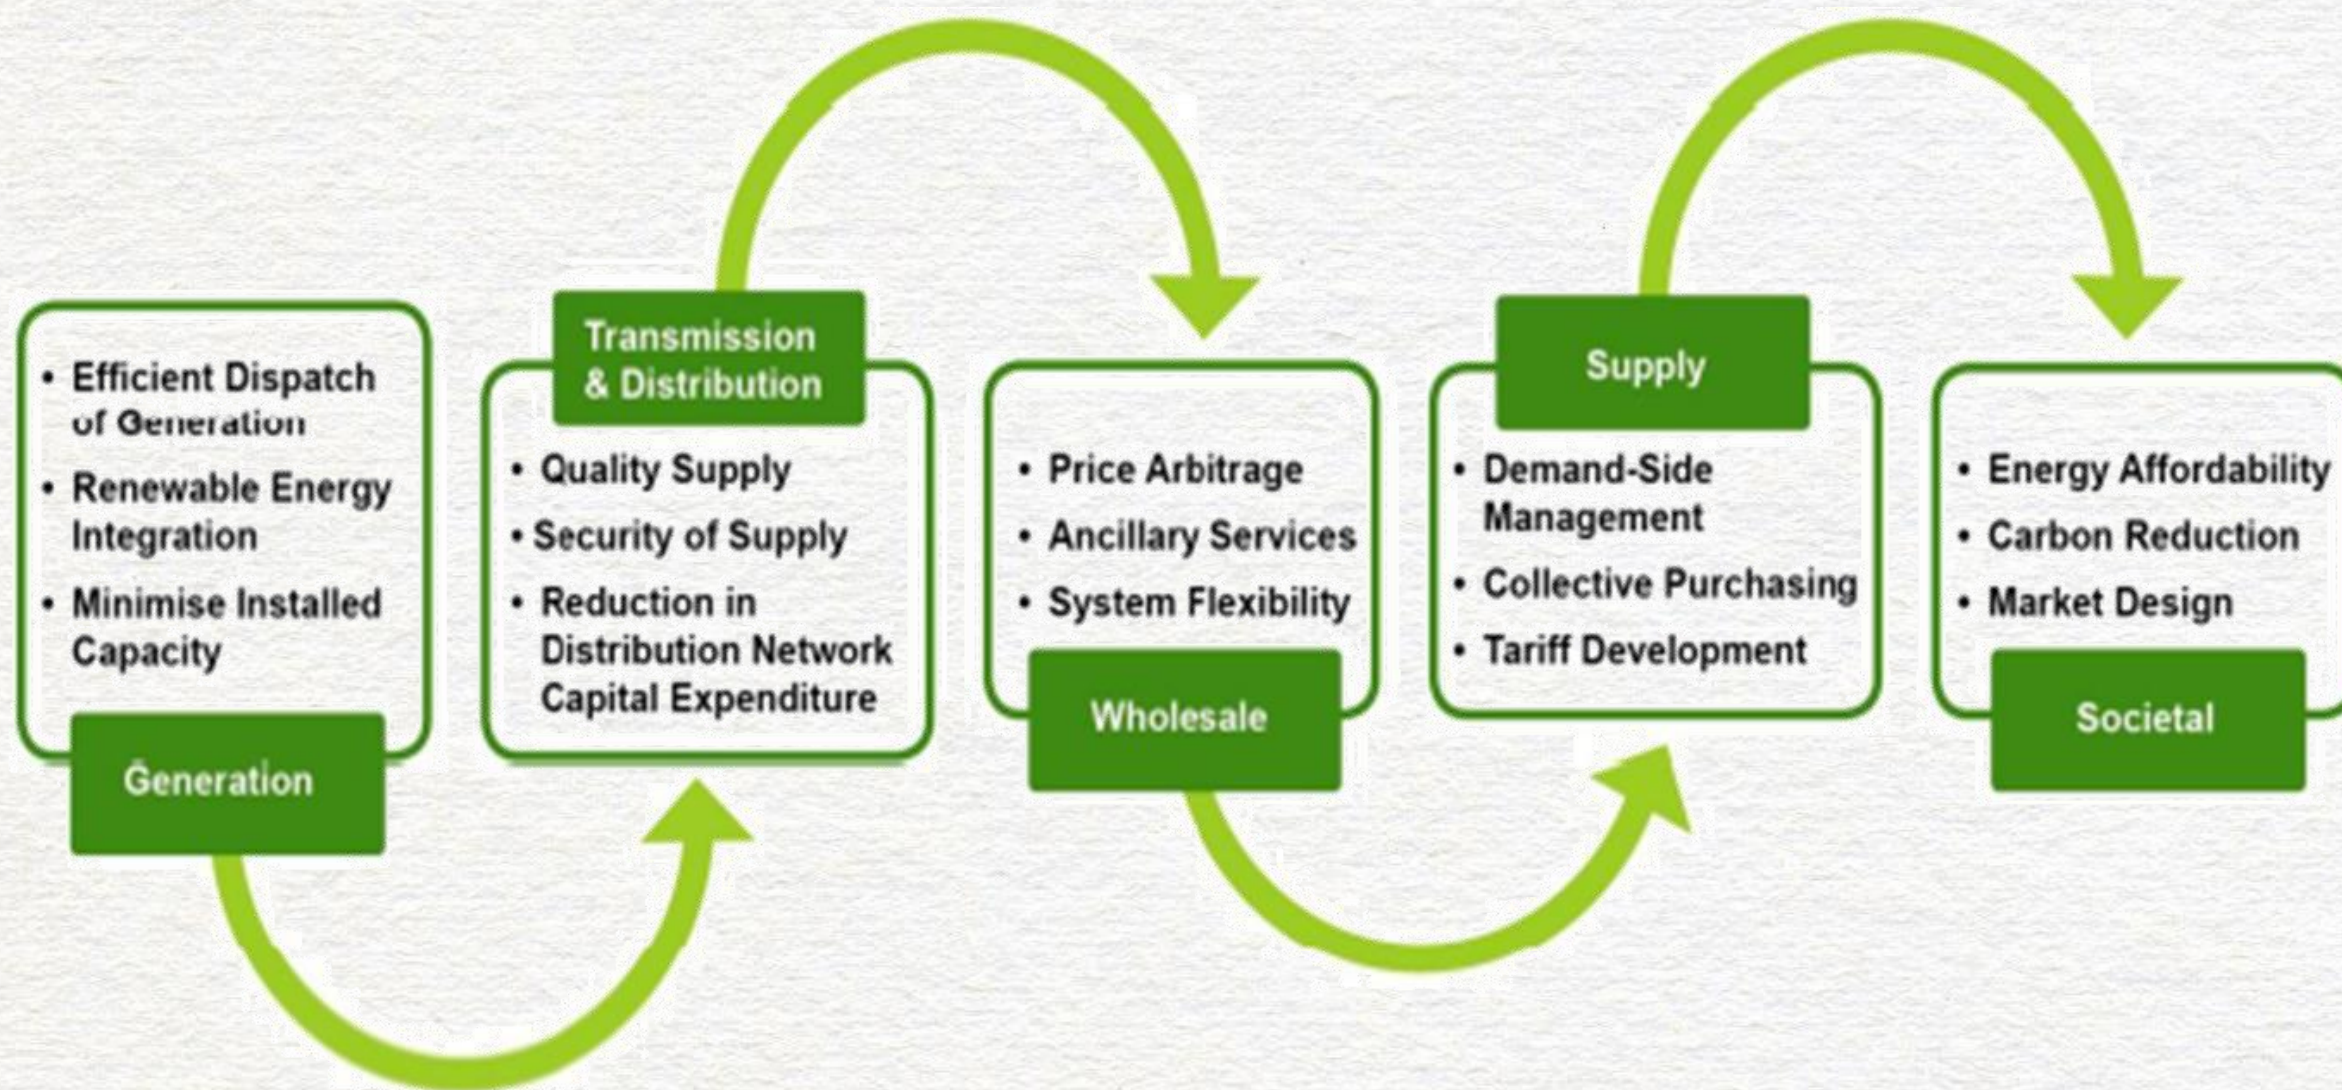 • Efficient Dispatch
of Generation
• Renewable Energy
Integration
• Minimise Installed
Capacity
Generation
Transmission
& Distribution
• Quality Supply
• Security of Supply
• Reduction in
Distribution Network
Capital Expenditure
• Price Arbitrage
• Ancillary Services
• System Flexibility
Wholesale
Supply
• Demand-Side
Management
• Collective Purchasing
• Tariff Development
• Energy Affordability
• Carbon Reduction
• Market Design
Societal